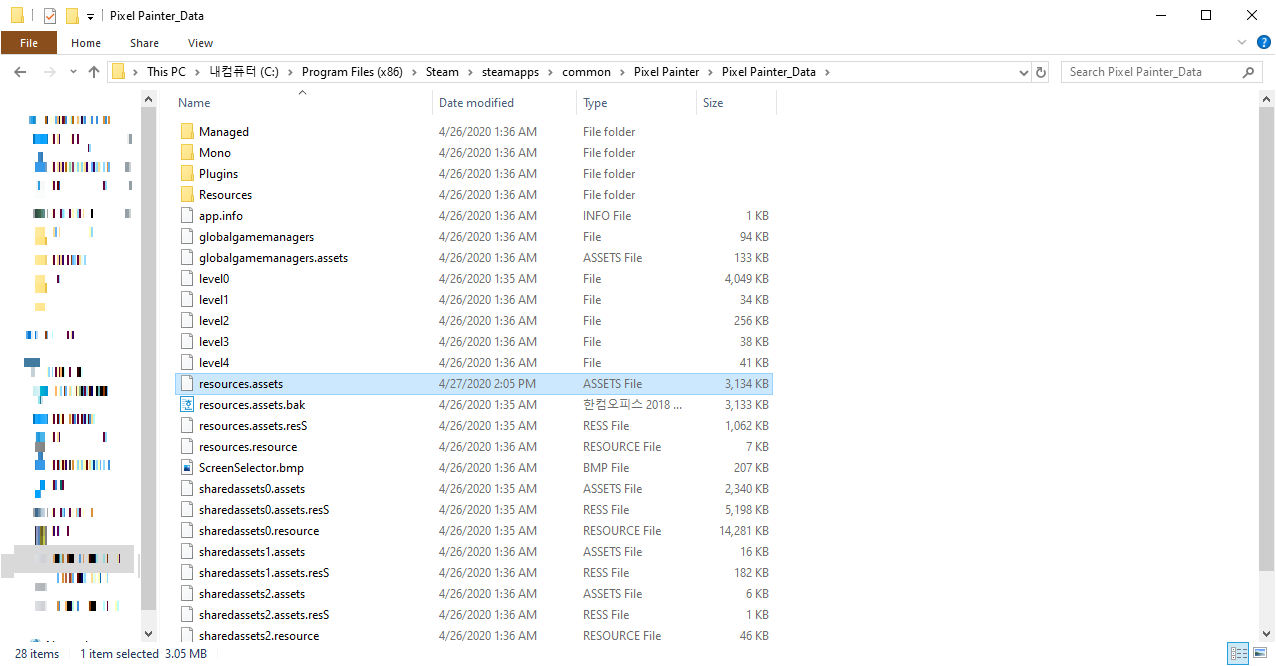 Pixel Painter_Data
File Home Share View
This PC 내컴퓨터 (C:) Program Files (x86) Steam steamapps common Pixel Painter Pixel Painter_Data Search Pixel Painter_Data
Name Date modified Type Size
Managed 4/26/2020 1:36 AM File folder
Mono 4/26/2020 1:36 AM File folder
Plugins 4/26/2020 1:36 AM File folder
Resources 4/26/2020 1:36 AM File folder
app.info 4/26/2020 1:36 AM INFO File 1 KB
globalgamemanagers 4/26/2020 1:36 AM File 94 KB
globalgamemanagers.assets 4/26/2020 1:36 AM ASSETS File 133 KB
level0 4/26/2020 1:35 AM File 4,049 KB
level1 4/26/2020 1:36 AM File 34 KB
level2 4/26/2020 1:36 AM File 256 KB
level3 4/26/2020 1:36 AM File 38 KB
level4 4/26/2020 1:36 AM File 41 KB
resources.assets 4/27/2020 2:05 PM ASSETS File 3,134 KB
resources.assets.bak 4/26/2020 1:35 AM 한컴오피스 2018 ... 3,133 KB
resources.assets.resS 4/26/2020 1:35 AM RESS File 1,062 KB
resources.resource 4/26/2020 1:36 AM RESOURCE File 7 KB
ScreenSelector.bmp 4/26/2020 1:36 AM BMP File 207 KB
sharedassets0.assets 4/26/2020 1:35 AM ASSETS File 2,340 KB
sharedassets0.assets.resS 4/26/2020 1:35 AM RESS File 5,198 KB
sharedassets0.resource 4/26/2020 1:35 AM RESOURCE File 14,281 KB
sharedassets1.assets 4/26/2020 1:36 AM ASSETS File 16 KB
sharedassets1.assets.resS 4/26/2020 1:36 AM RESS File 182 KB
sharedassets2.assets 4/26/2020 1:36 AM ASSETS File 6 KB
sharedassets2.assets.resS 4/26/2020 1:36 AM RESS File 1 KB
sharedassets2.resource 4/26/2020 1:36 AM RESOURCE File 46 KB
28 items 1 item selected 3.05 MB